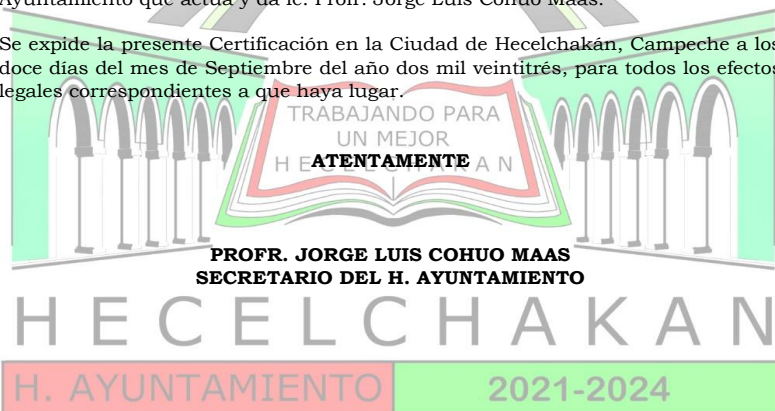 Ayuntamiento que actúa y da fe. Profr. Jorge Luis Cohuo Maas.
Se expide la presente Certificación en la Ciudad de Hecelchakán, Campeche a los
doce días del mes de Septiembre del año dos mil veintitrés, para todos los efectos
legales correspondientes a que haya lugar.
TRABAJANDO PARA
UN MEJOR
HECELCHAKAN
ATENTAMENTE
PROFR. JORGE LUIS COHUO MAAS
SECRETARIO DEL H. AYUNTAMIENTO
HECELCHAKAN
H. AYUNTAMIENTO 2021-2024